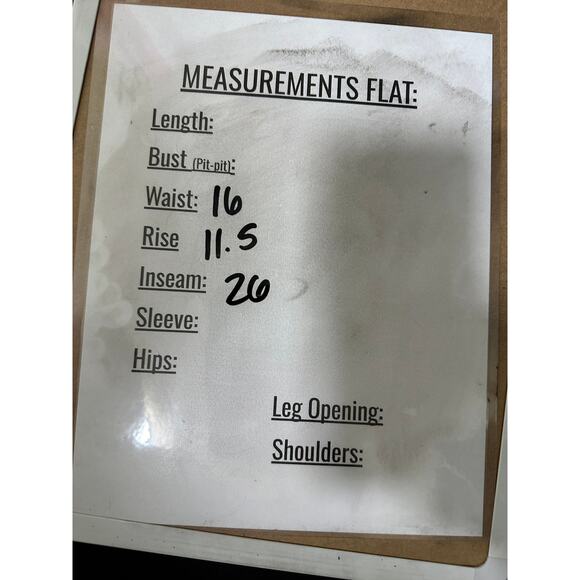 MEASUREMENTS FLAT:
Length:
Bust (Pit-pit):
Waist: 16
Rise 11.5
Inseam: 26
Sleeve:
Hips:
Leg Opening:
Shoulders: